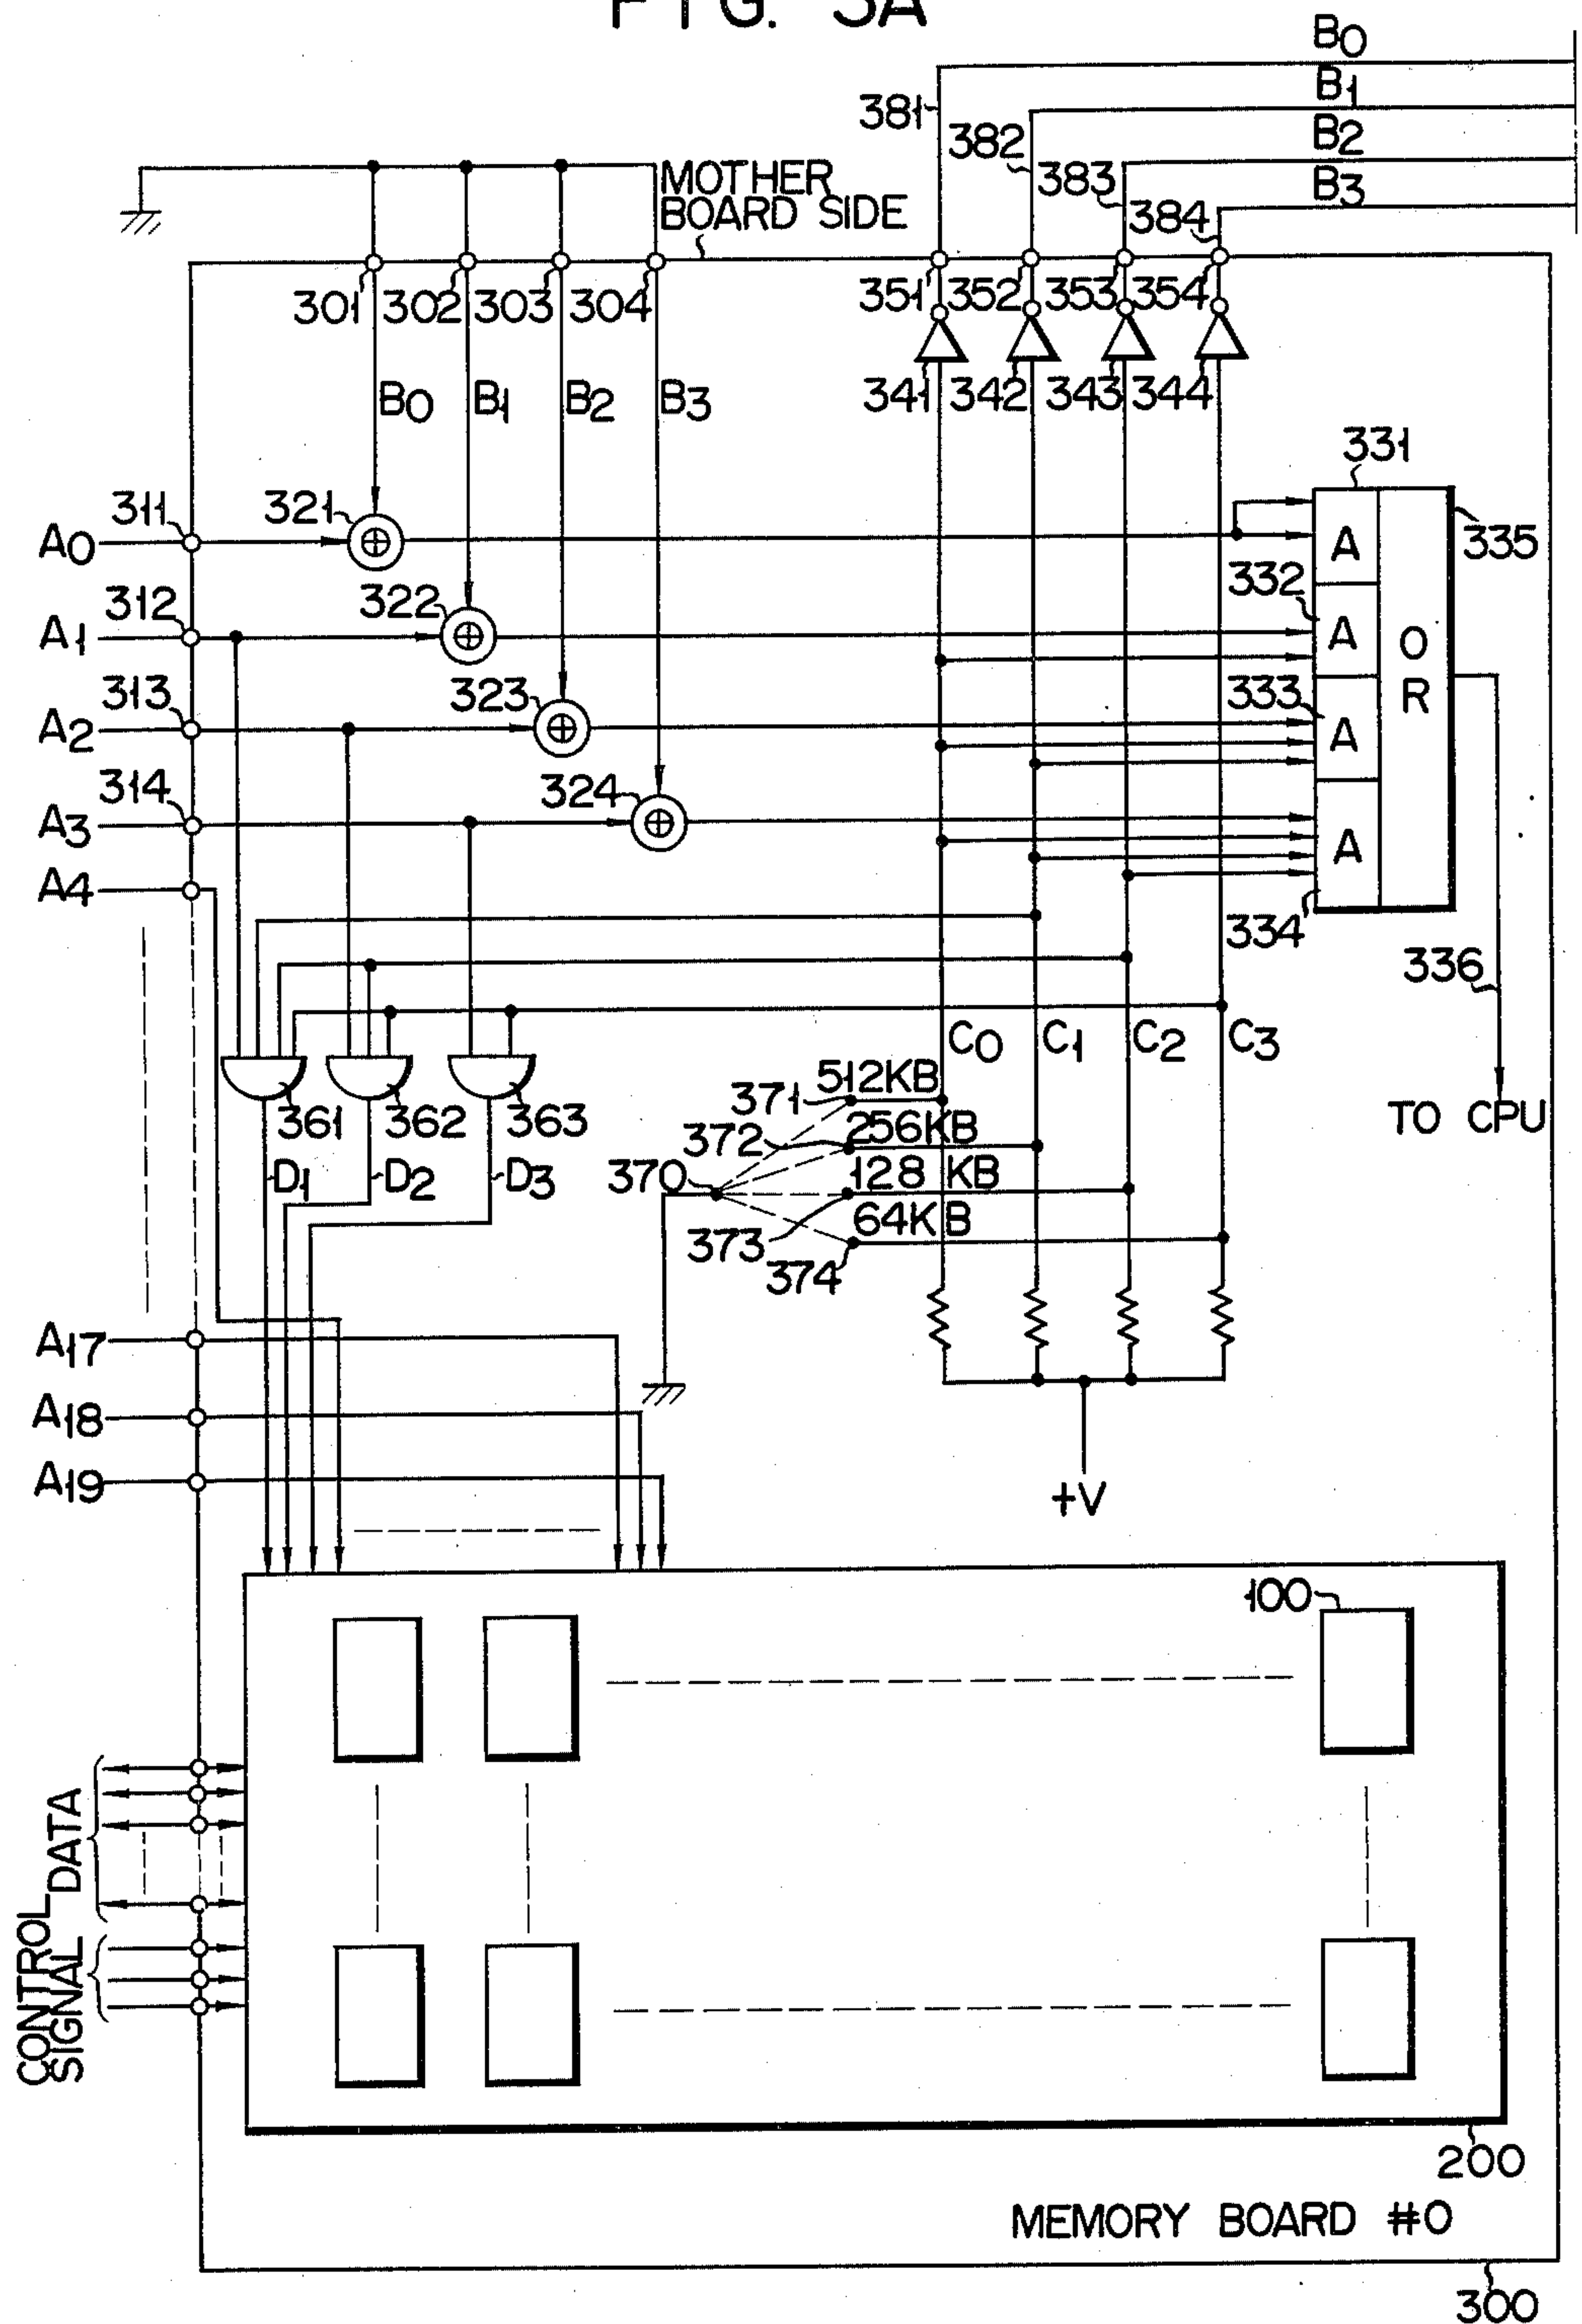 FIG. 3A
B0
381
B1
382
B2
383
B3
384
MOTHER
BOARD SIDE
301 302 303 304
351 352 353 354
341 342 343 344
B0 B1 B2 B3
331
A0 311 321
A
335
332
A1 312 322
A
O
R
A2 313 323
333
A
A3 314 324
A
A4
334
336
C0 C1 C2 C3
361 362 363
371 512KB
372 256KB
TO CPU
D1 D2 D3
370 128 KB
373 64KB
374
A17
A18
A19
+V
100
DATA
CONTROL
SIGNAL
200
MEMORY BOARD #0
300